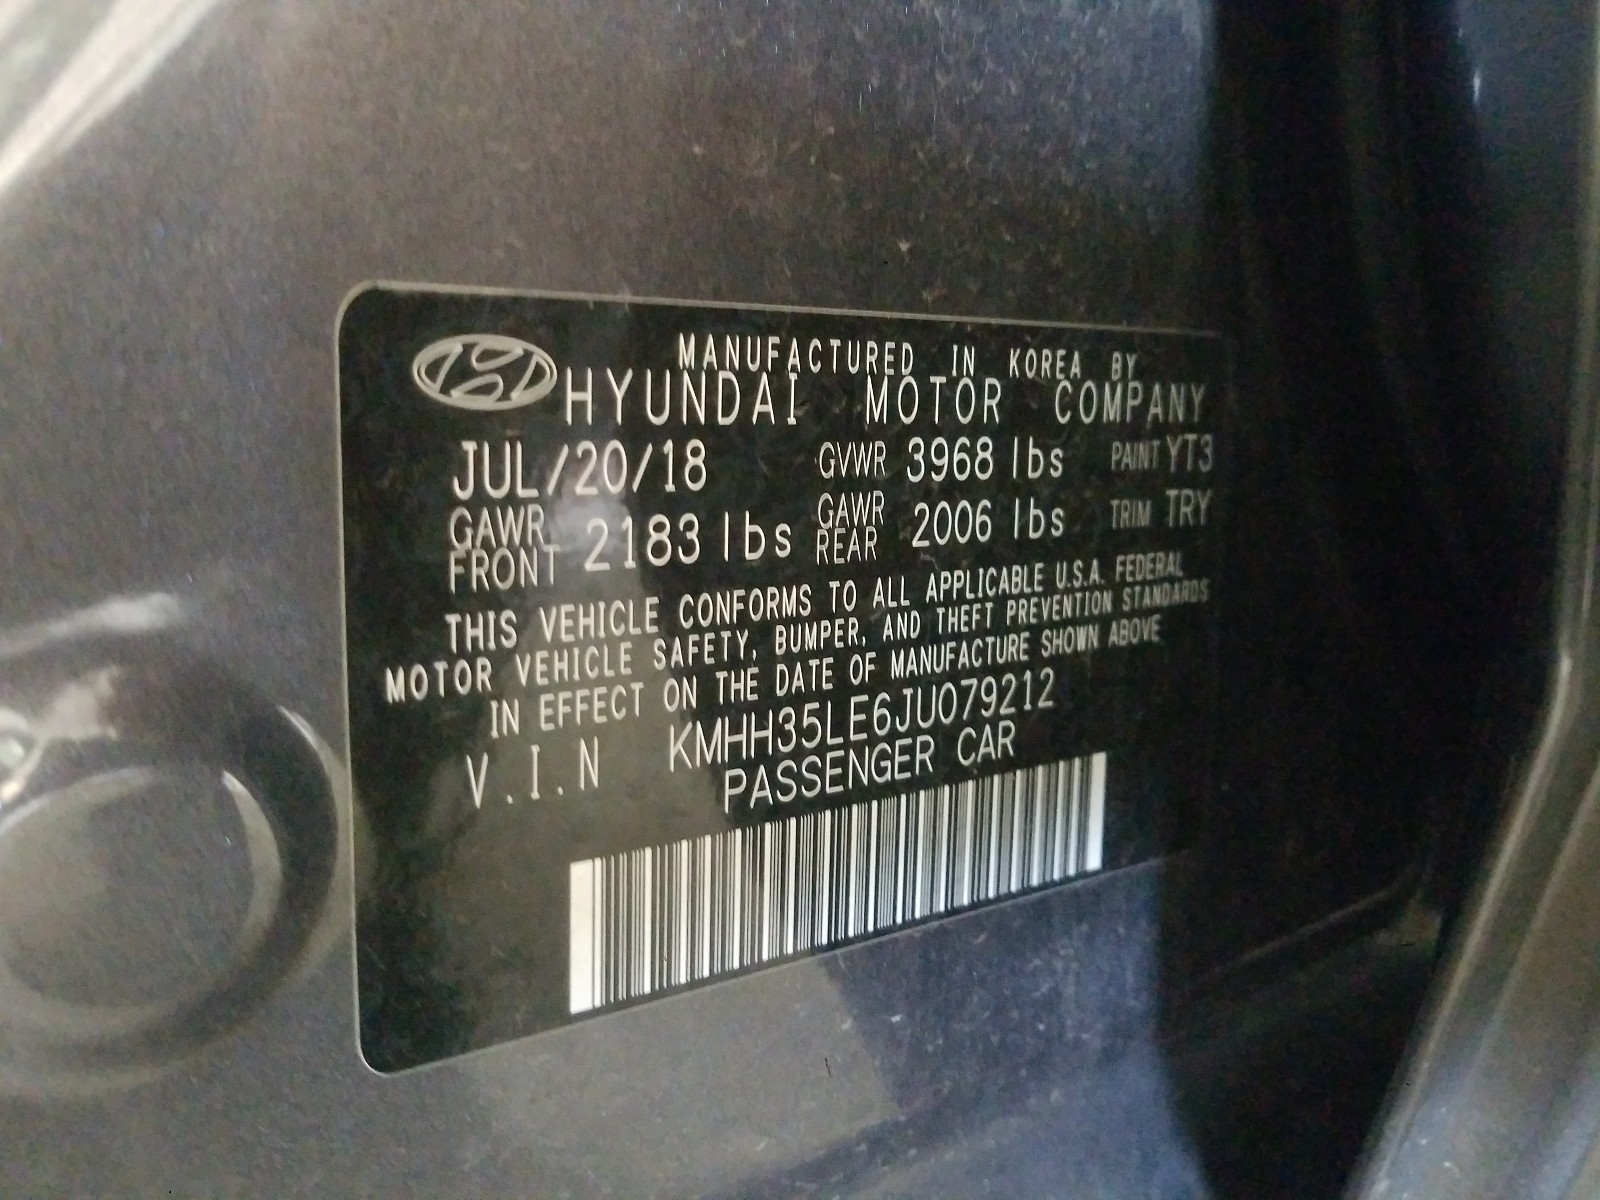 MANUFACTURED IN KOREA BY
HYUNDAI MOTOR COMPANY
JUL/20/18 GVWR 3968 lbs PAINT YT3
GAWR FRONT 2183 lbs GAWR REAR 2006 lbs TRIM TRY
THIS VEHICLE CONFORMS TO ALL APPLICABLE U.S.A. FEDERAL
MOTOR VEHICLE SAFETY, BUMPER, AND THEFT PREVENTION STANDARDS
IN EFFECT ON THE DATE OF MANUFACTURE SHOWN ABOVE
V.I.N KMHH35LE6JU079212
PASSENGER CAR